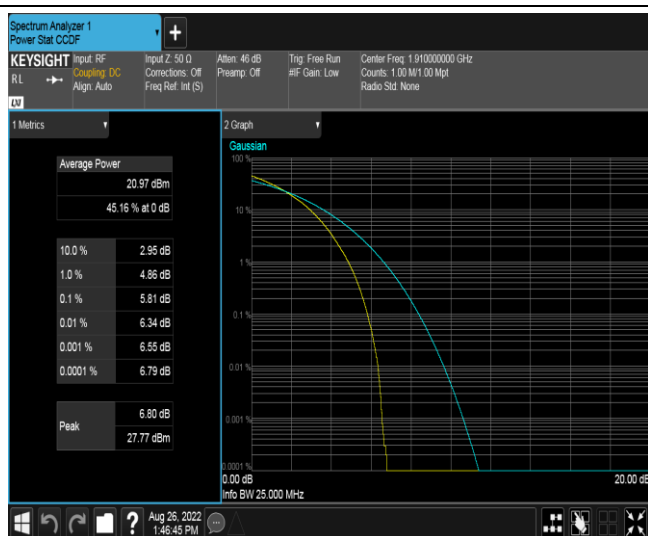 Spectrum Analyzer 1
Power Stat CCDF
+
KEYSIGHT
RL
LXI
Input: RF
Coupling: DC
Align: Auto
Input Z: 50 Ω
Corrections: Off
Freq Ref: Int (S)
Atten: 46 dB
Preamp: Off
Trig: Free Run
#IF Gain: Low
Center Freq: 1.910000000 GHz
Counts: 1.00 M/1.00 Mpt
Radio Std: None
1 Metrics
Average Power
20.97 dBm
45.16 % at 0 dB
10.0 % 2.95 dB
1.0 % 4.86 dB
0.1 % 5.81 dB
0.01 % 6.34 dB
0.001 % 6.55 dB
0.0001 % 6.79 dB
Peak
6.80 dB
27.77 dBm
2 Graph
Gaussian
100 %
10 %
1 %
0.1 %
0.01 %
0.001 %
0.0001 %
0.00 dB 20.00 dB
Info BW 25.000 MHz
?
Aug 26, 2022
1:46:45 PM